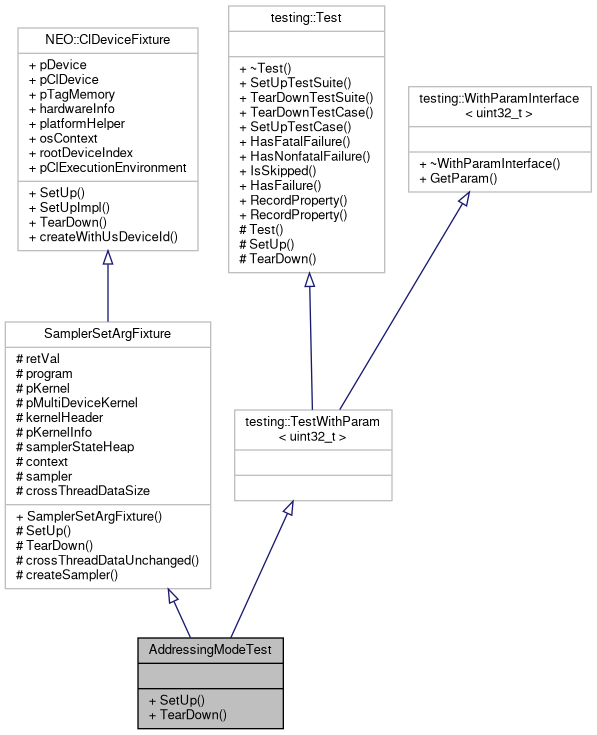 NEO::ClDeviceFixture
+ pDevice
+ pClDevice
+ pTagMemory
+ hardwareInfo
+ platformHelper
+ osContext
+ rootDeviceIndex
+ pClExecutionEnvironment
+ SetUp()
+ SetUpImpl()
+ TearDown()
+ createWithUsDeviceId()
testing::Test
+ ~Test()
+ SetUpTestSuite()
+ TearDownTestSuite()
+ TearDownTestCase()
+ SetUpTestCase()
+ HasFatalFailure()
+ HasNonfatalFailure()
+ IsSkipped()
+ HasFailure()
+ RecordProperty()
+ RecordProperty()
# Test()
# SetUp()
# TearDown()
testing::WithParamInterface
< uint32_t >
+ ~WithParamInterface()
+ GetParam()
SamplerSetArgFixture
# retVal
# program
# pKernel
# pMultiDeviceKernel
# kernelHeader
# pKernelInfo
# samplerStateHeap
# context
# sampler
# crossThreadDataSize
+ SamplerSetArgFixture()
# SetUp()
# TearDown()
# crossThreadDataUnchanged()
# createSampler()
testing::TestWithParam
< uint32_t >
AddressingModeTest
+ SetUp()
+ TearDown()